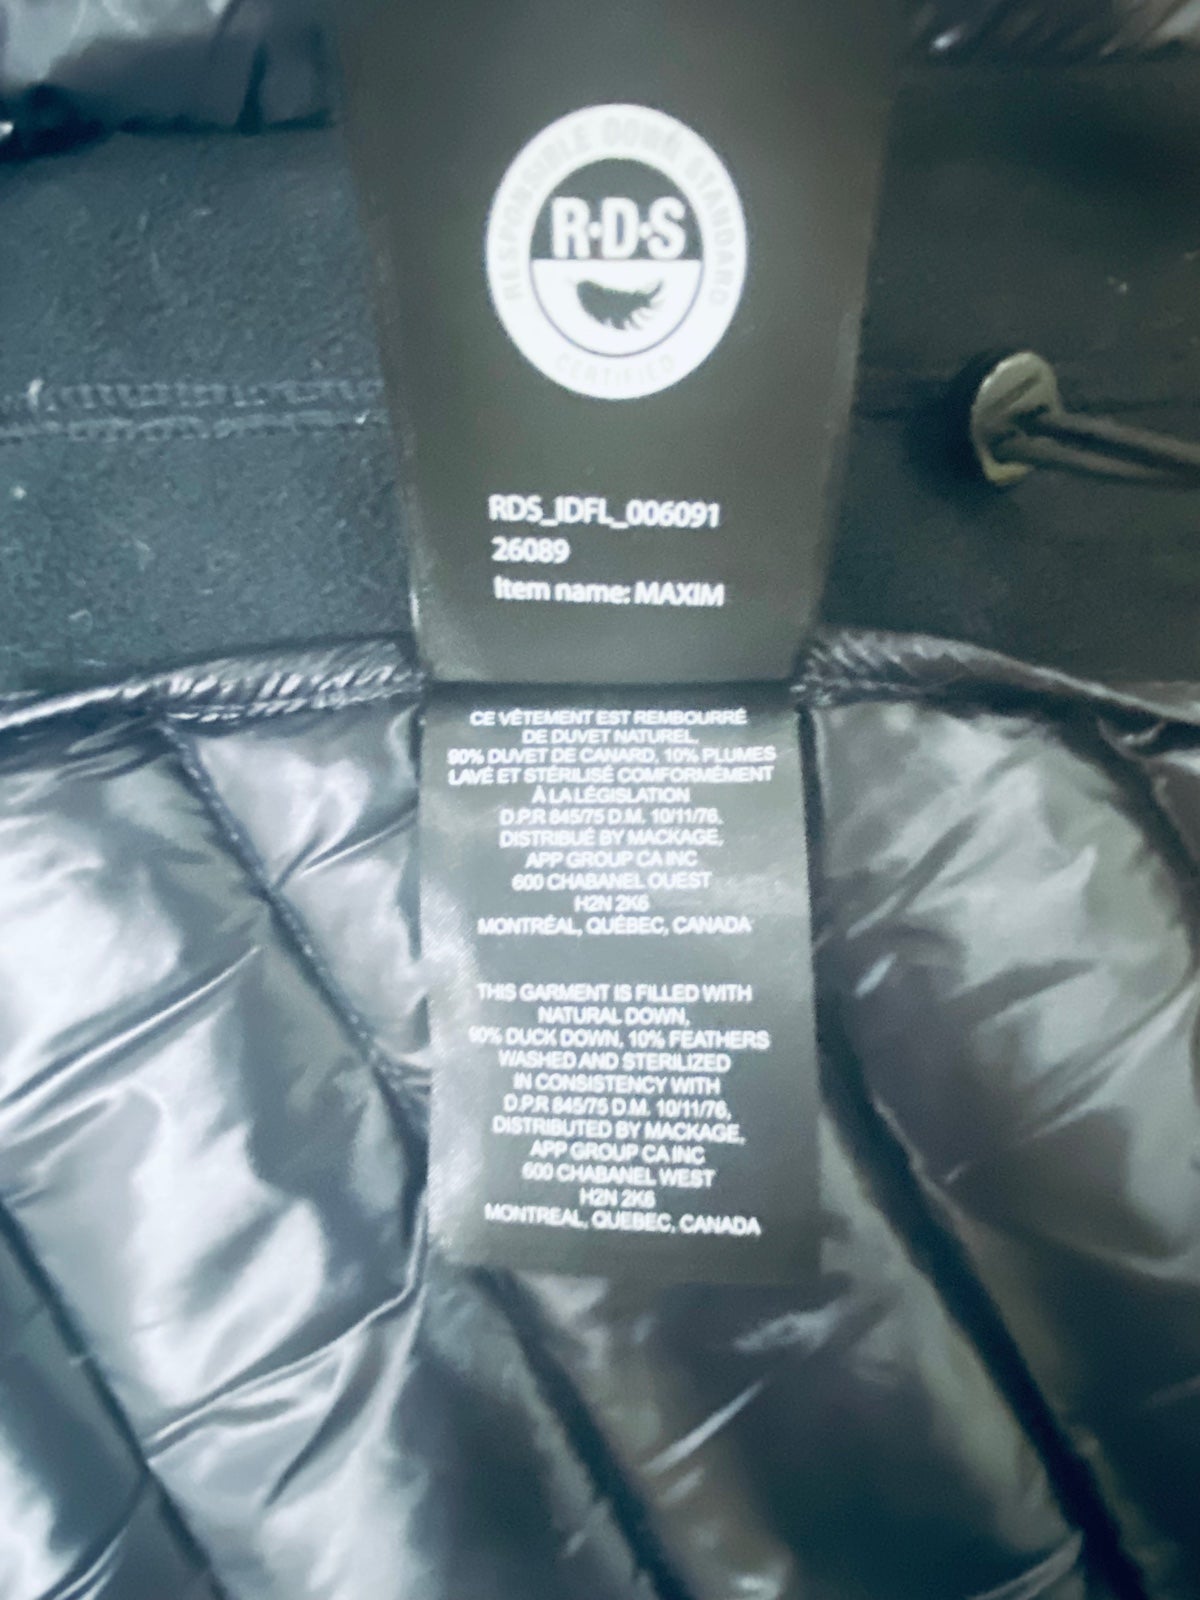 RESPONSIBLE DOWN STANDARD
R·D·S
CERTIFIED
RDS_IDFL_006091
26089
Item name: MAXIM
CE VÊTEMENT EST REMBOURRÉ
DE DUVET NATUREL,
90% DUVET DE CANARD, 10% PLUMES
LAVÉ ET STÉRILISÉ COMFORMÉMENT
À LA LÉGISLATION
D.P.R 845/75 D.M. 10/11/76,
DISTRIBUÉ BY MACKAGE,
APP GROUP CA INC
600 CHABANEL OUEST
H2N 2K6
MONTRÉAL, QUÉBEC, CANADA
THIS GARMENT IS FILLED WITH
NATURAL DOWN,
90% DUCK DOWN, 10% FEATHERS
WASHED AND STERILIZED
IN CONSISTENCY WITH
D.P.R 845/75 D.M. 10/11/76,
DISTRIBUTED BY MACKAGE,
APP GROUP CA INC
600 CHABANEL WEST
H2N 2K6
MONTREAL, QUEBEC, CANADA